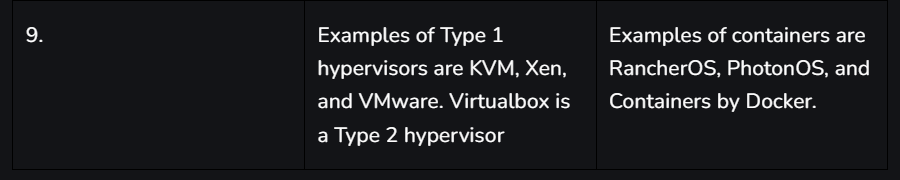 9.
Examples of Type 1
hypervisors are KVM, Xen,
and VMware. Virtualbox is
a Type 2 hypervisor
Examples of containers are
RancherOS, PhotonOS, and
Containers by Docker.